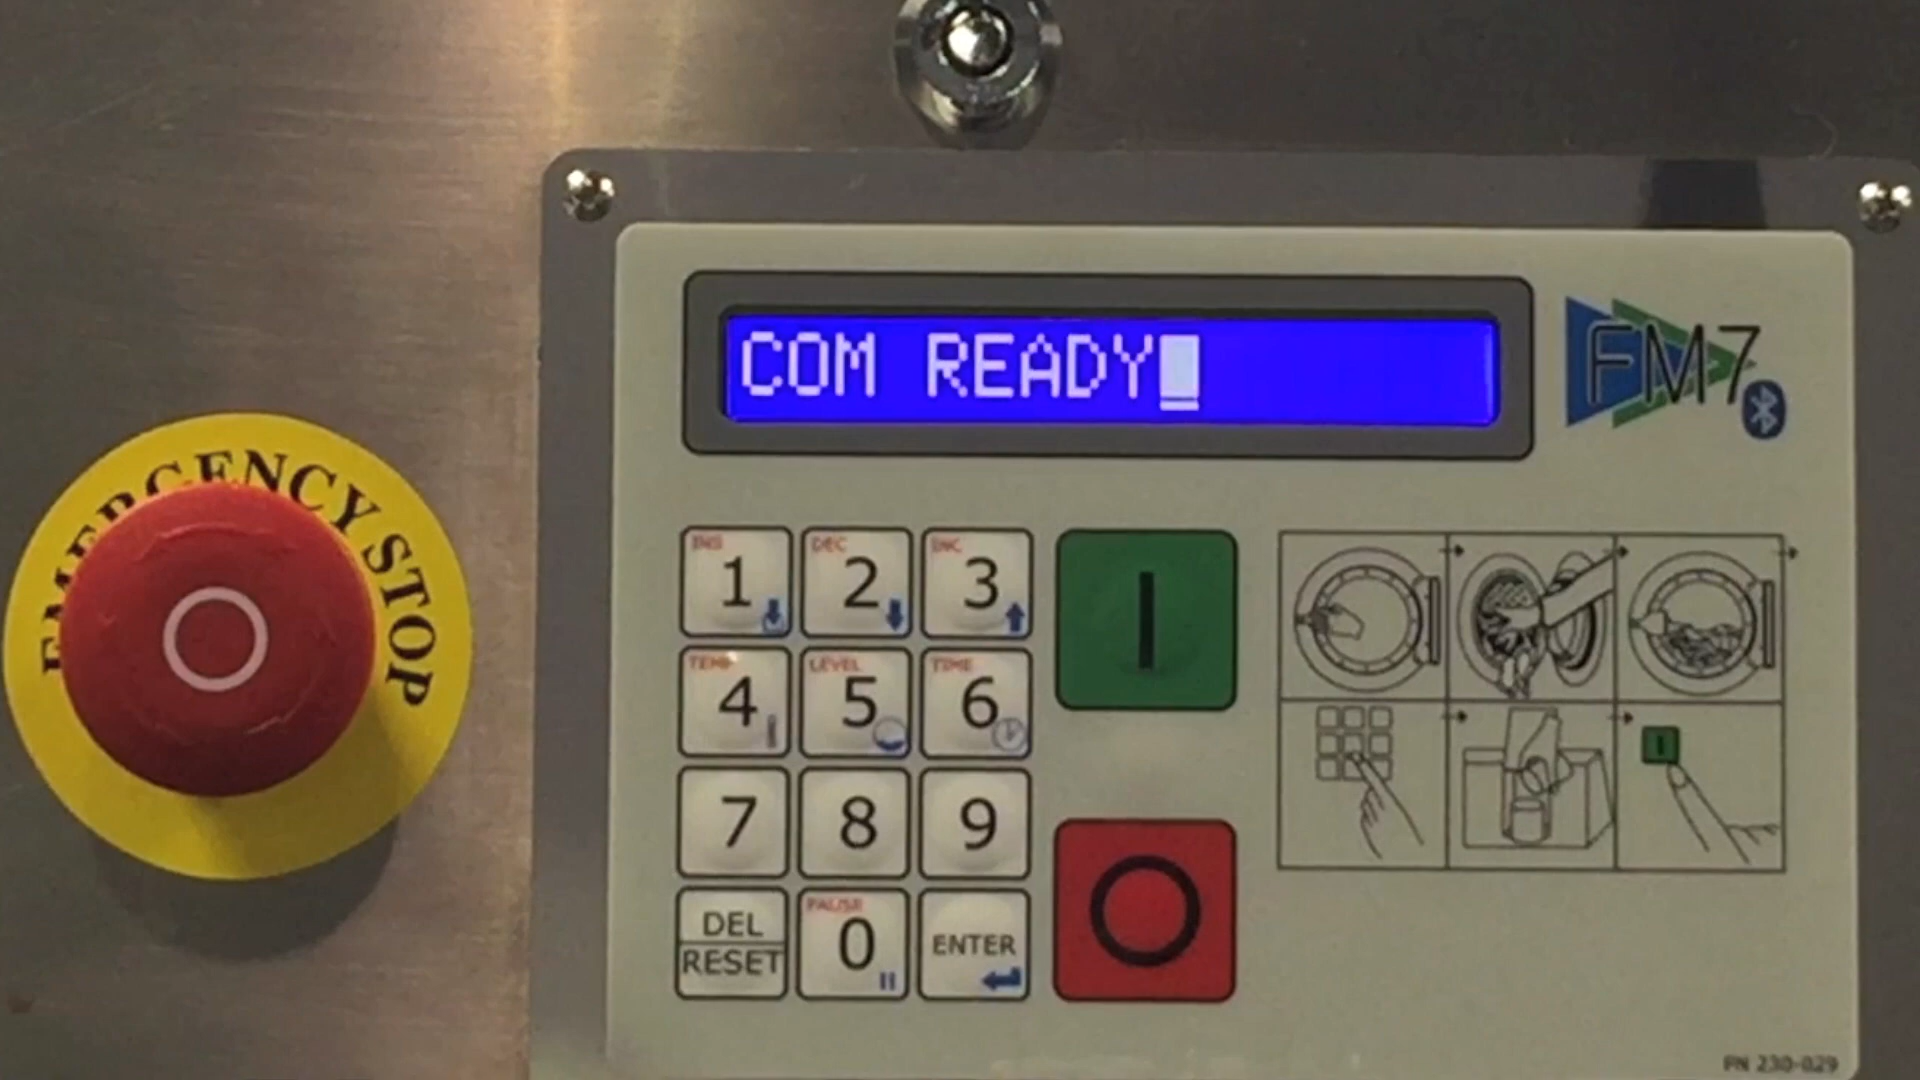 COM READY
FM7
EMERGENCY STOP
INS
1
DEC
2
INC
3
TEMP
4
LEVEL
5
TIME
6
7
8
9
DEL
RESET
PAUSE
0
ENTER
PN 230-029